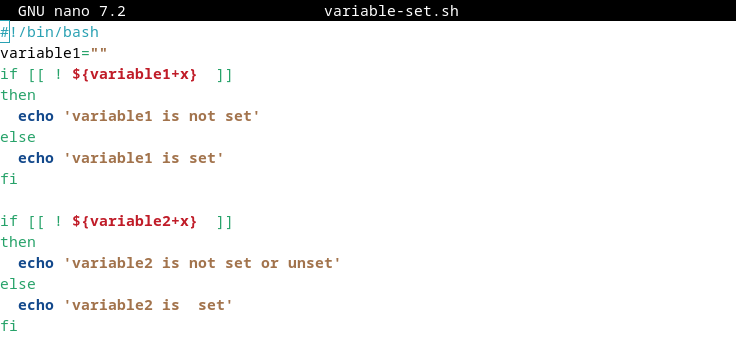 GNU nano 7.2 variable-set.sh
#!/bin/bash
variable1=""
if [[ ! ${variable1+x}  ]]
then
  echo 'variable1 is not set'
else
  echo 'variable1 is set'
fi

if [[ ! ${variable2+x}  ]]
then
  echo 'variable2 is not set or unset'
else
  echo 'variable2 is  set'
fi